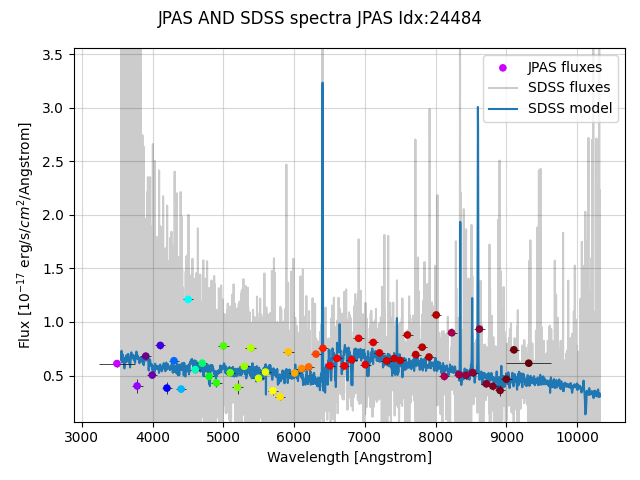 JPAS AND SDSS spectra JPAS Idx:24484
3.5
3.0
2.5
2.0
1.5
1.0
0.5
Flux [10⁻¹⁷ erg/s/cm²/Angstrom]
JPAS fluxes
SDSS fluxes
SDSS model
3000 4000 5000 6000 7000 8000 9000 10000
Wavelength [Angstrom]